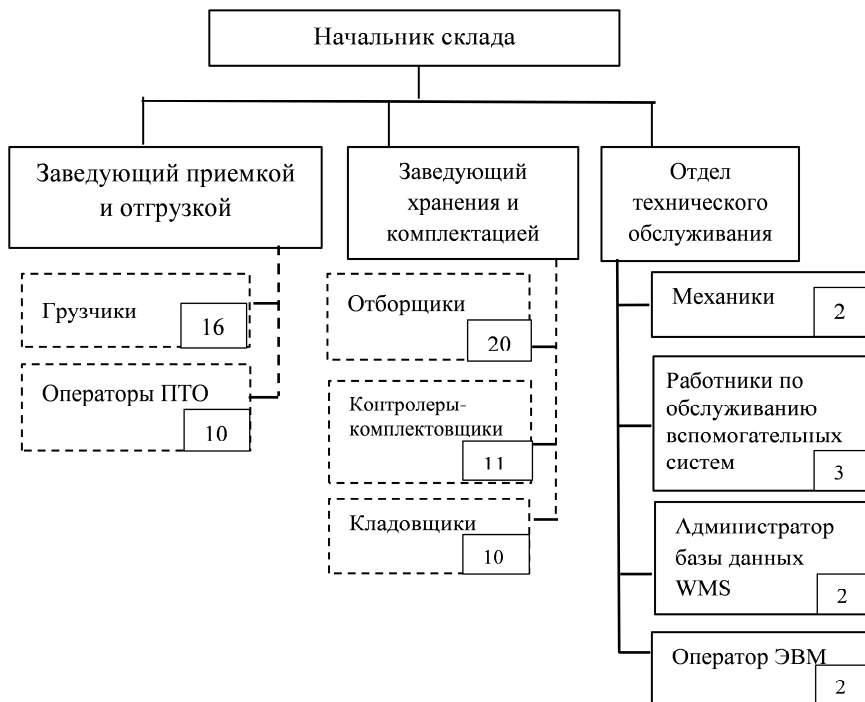 Начальник склада
Заведующий приемкой
и отгрузкой
Грузчики
16
Операторы ПТО
10
Заведующий
хранения и
комплектацией
Отборщики
20
Контролеры-
комплектовщики
11
Кладовщики
10
Отдел
технического
обслуживания
Механики
2
Работники по
обслуживанию
вспомогательных
систем
3
Администратор
базы данных
WMS
2
Оператор ЭВМ
2